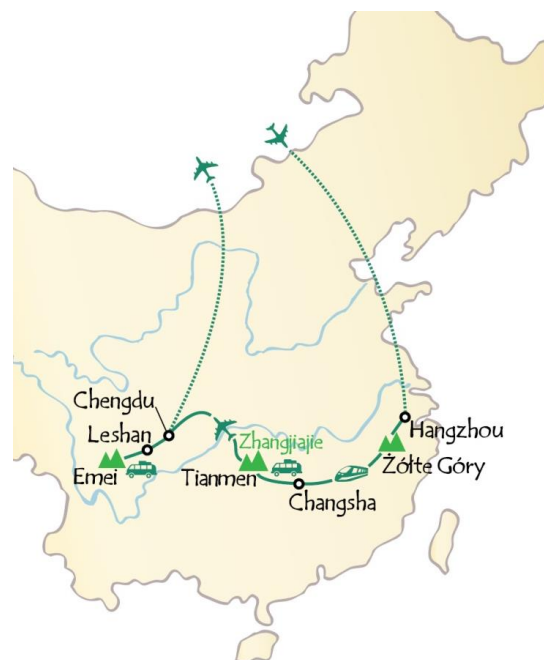 Chengdu
Leshan
Emei
Zhangjiajie
Tianmen
Changsha
Hangzhou
Żółte Góry